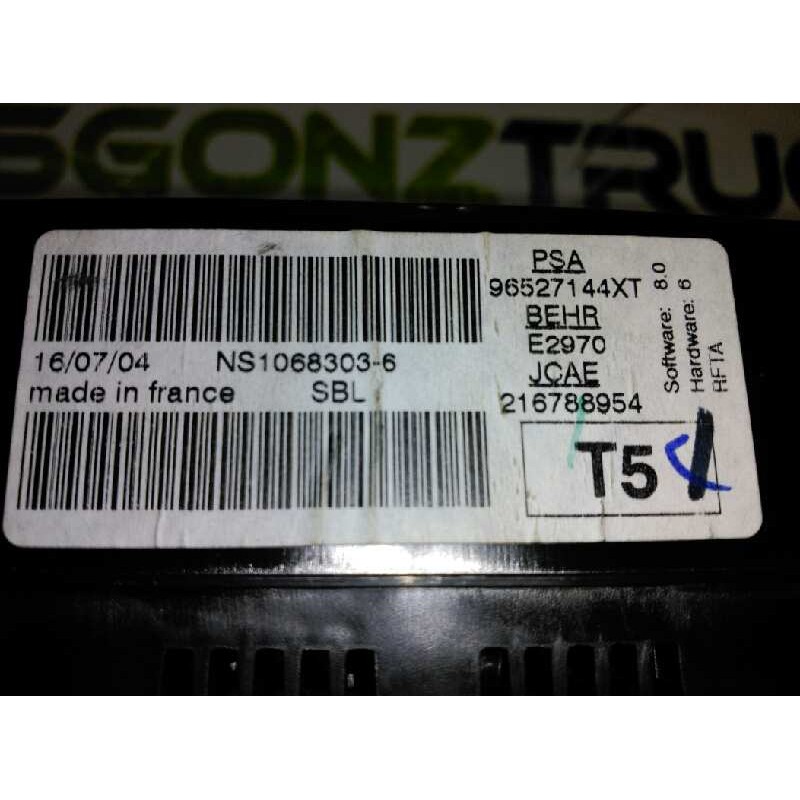 SGONZTRUC
PSA
96527144XT
BEHR
E2970
JCAE
216788954
Software: 8.0
Hardware: 6
RFTA
16/07/04 NS1068303-6
made in france SBL
T5